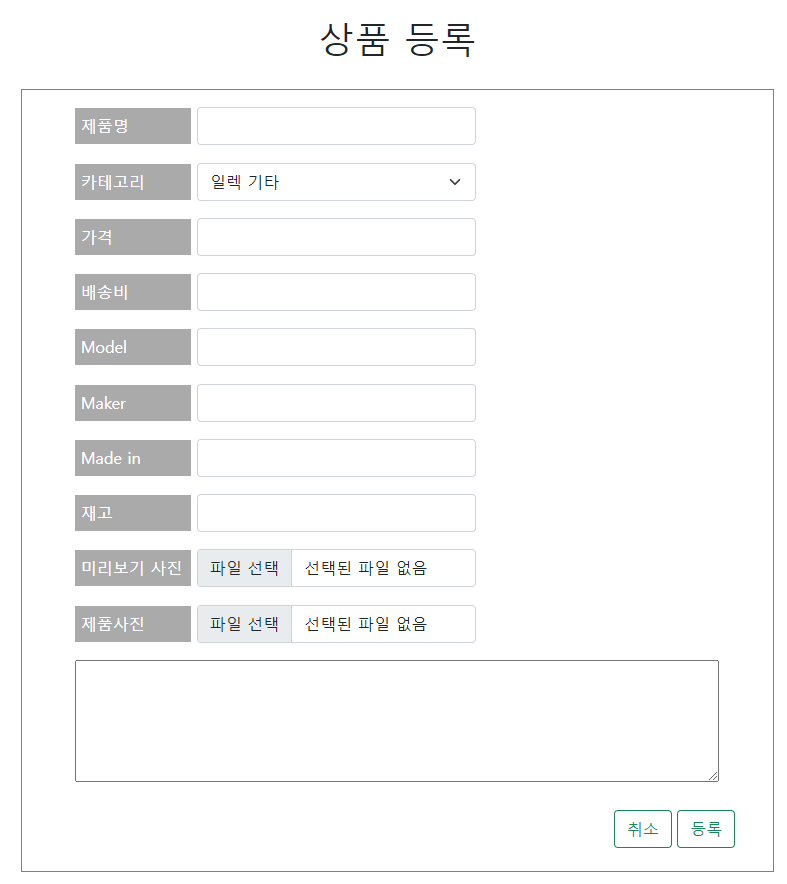 상품 등록
제품명
카테고리 일렉 기타
가격
배송비
Model
Maker
Made in
재고
미리보기 사진 파일 선택 선택된 파일 없음
제품사진 파일 선택 선택된 파일 없음
취소 등록